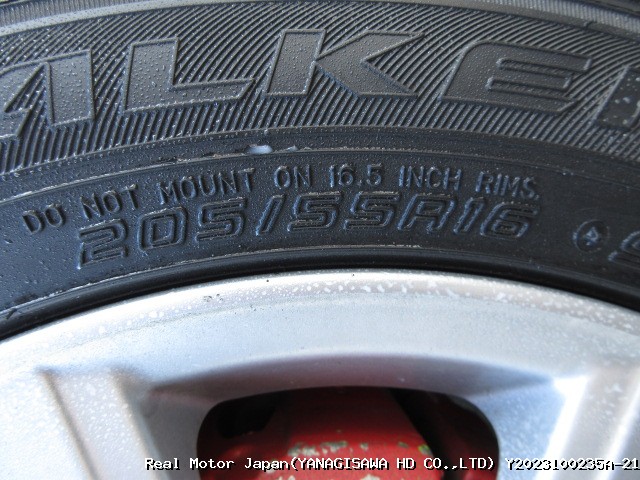 ALKE
DO NOT MOUNT ON 16.5 INCH RIMS.
205/55R16
Real Motor Japan(YANAGISAWA HD CO.,LTD) Y2023100235A-21